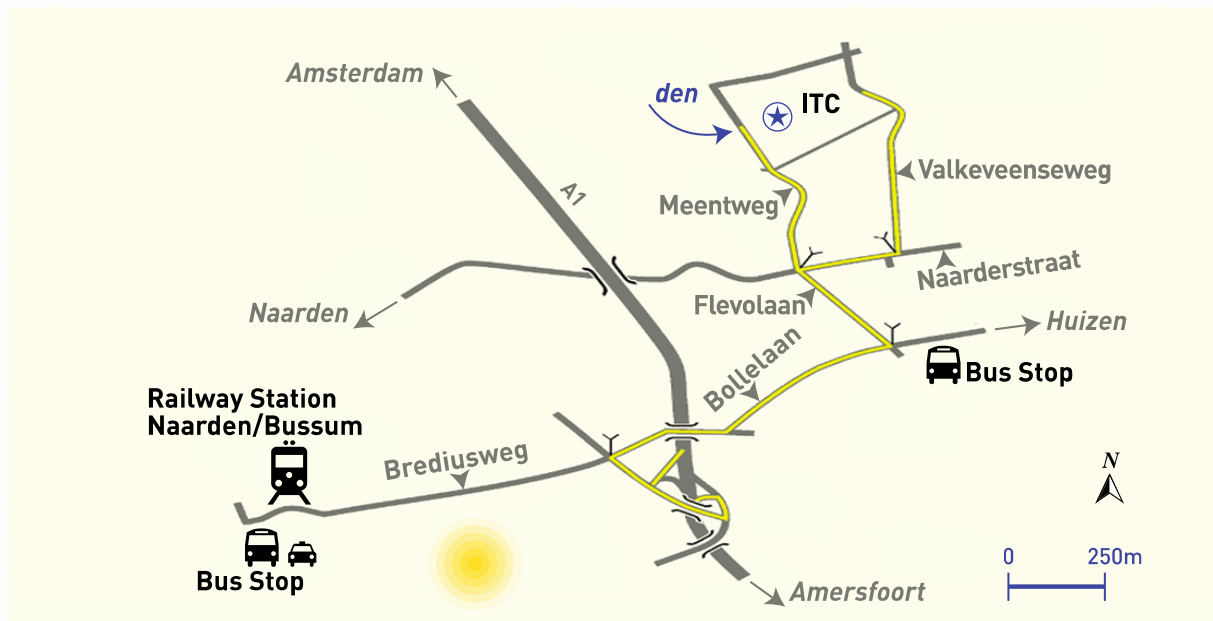 Amsterdam
den
ITC
A1
Valkeveenseweg
Meentweg
Naarderstraat
Naarden
Flevolaan
Huizen
Bollelaan
Bus Stop
Railway Station
Naarden/Bussum
Brediusweg
N
0 250m
Bus Stop
Amersfoort